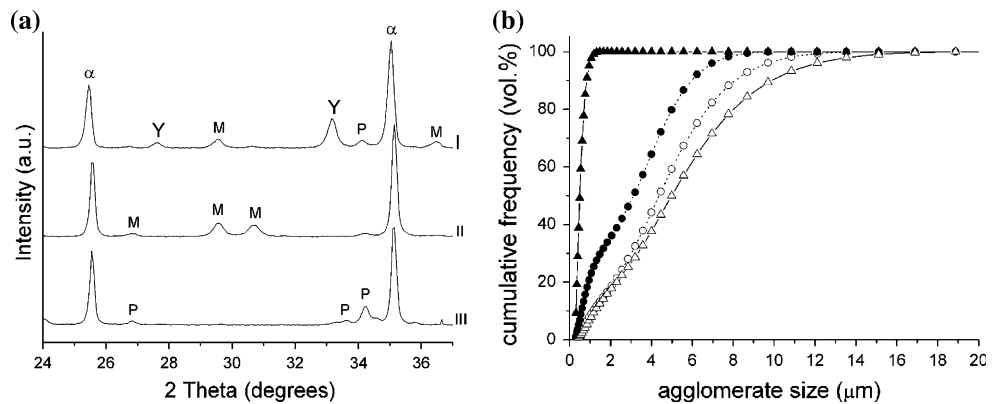 (a)
α
α
Y
M
Y
P
M
I
M
M
M
II
P
P
P
III
Intensity (a.u.)
24 26 28 30 32 34 36
2 Theta (degrees)
(b)
cumulative frequency (vol.%)
100
80
60
40
20
0
0 2 4 6 8 10 12 14 16 18 20
agglomerate size (μm)